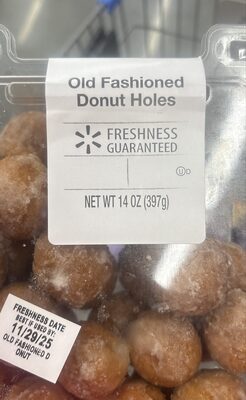 Old Fashioned
Donut Holes
FRESHNESS
GUARANTEED
NET WT 14 OZ (397g)
FRESHNESS DATE
BEST IF USED BY:
11/29/25
OLD FASHIONED D
ONUT